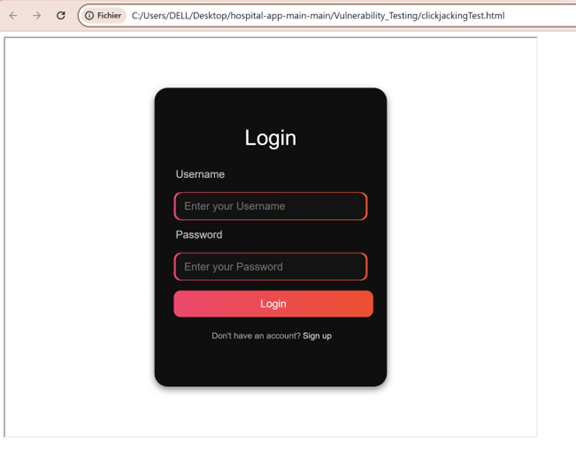 Fichier C:/Users/DELL/Desktop/hospital-app-main-main/Vulnerability_Testing/clickjackingTest.html
Login
Username
Enter your Username
Password
Enter your Password
Login
Don't have an account? Sign up